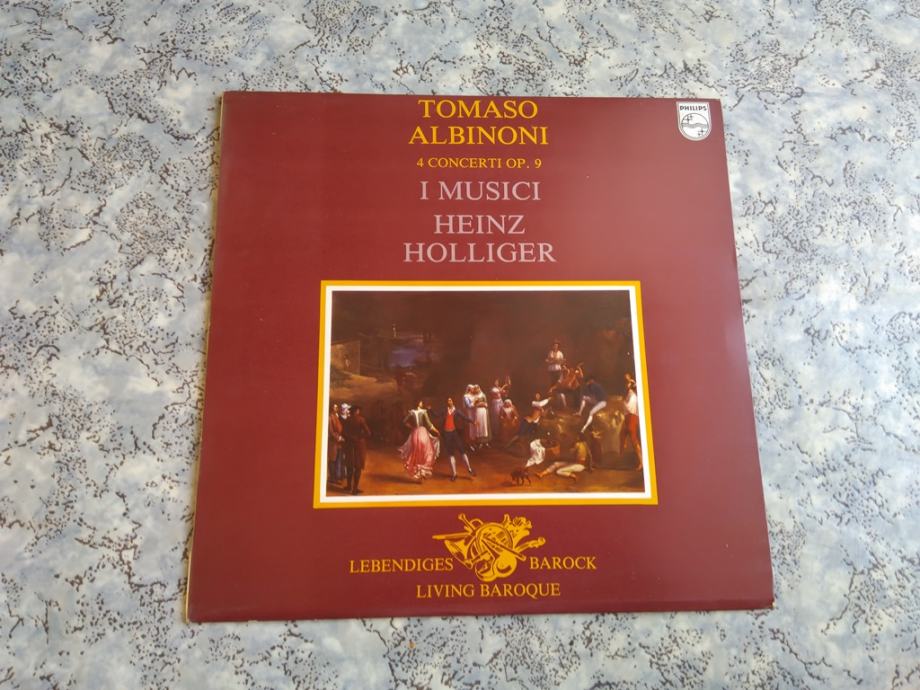 TOMASO
ALBINONI
PHILIPS
4 CONCERTI OP. 9
I MUSICI
HEINZ
HOLLIGER
LEBENDIGES BAROCK
LIVING BAROQUE